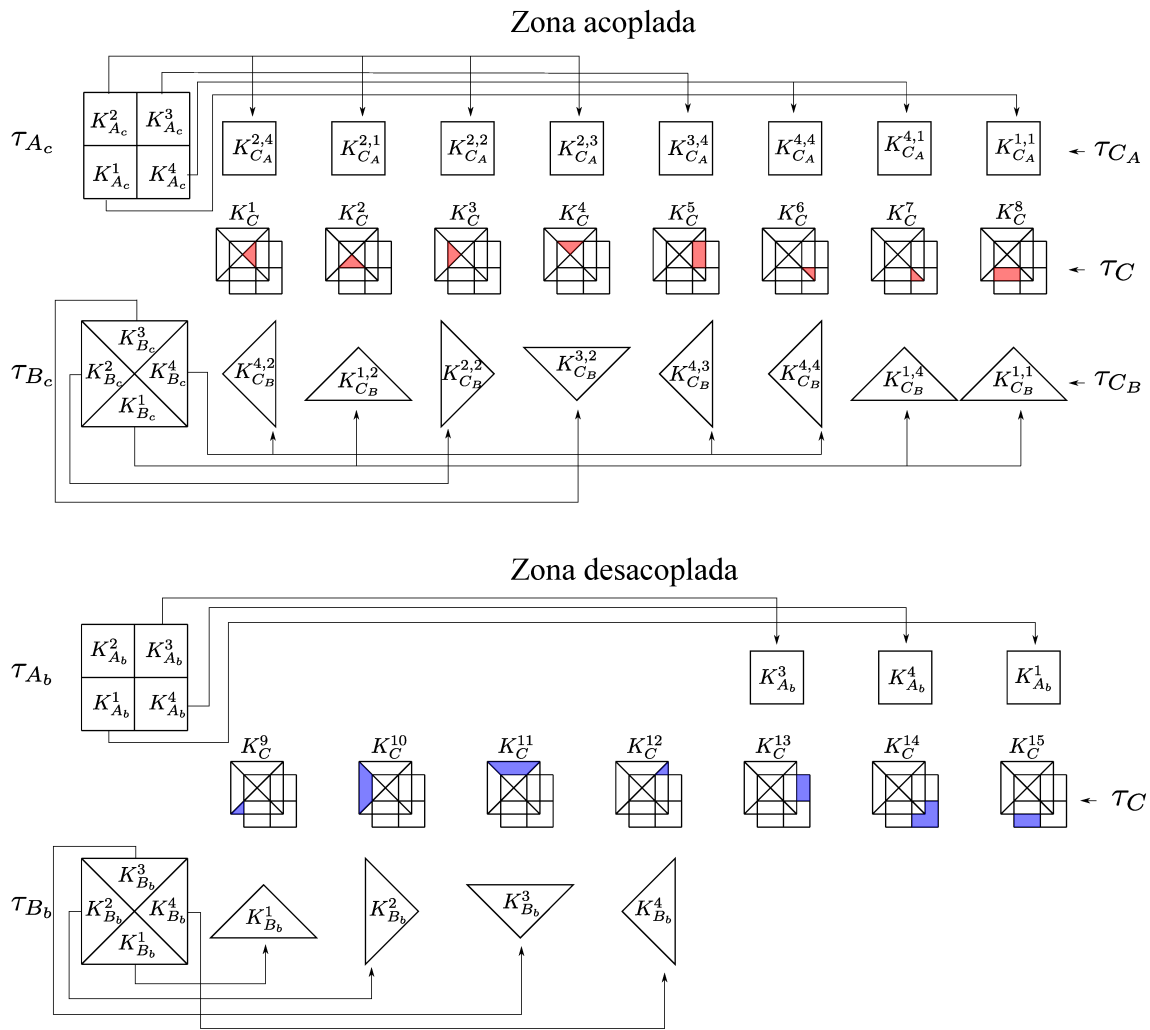 Zona acoplada
τ_{A_c} K^2_{A_c} K^3_{A_c}
K^1_{A_c} K^4_{A_c}
K^{2,4}_{C_A} K^{2,1}_{C_A} K^{2,2}_{C_A} K^{2,3}_{C_A} K^{3,4}_{C_A} K^{4,4}_{C_A} K^{4,1}_{C_A} K^{1,1}_{C_A} ← τ_{C_A}
K^1_C K^2_C K^3_C K^4_C K^5_C K^6_C K^7_C K^8_C
← τ_C
τ_{B_c} K^3_{B_c}
K^2_{B_c} K^4_{B_c}
K^1_{B_c}
K^{4,2}_{C_B} K^{1,2}_{C_B} K^{2,2}_{C_B} K^{3,2}_{C_B} K^{4,3}_{C_B} K^{4,4}_{C_B} K^{1,4}_{C_B} K^{1,1}_{C_B} ← τ_{C_B}
Zona desacoplada
τ_{A_b} K^2_{A_b} K^3_{A_b}
K^1_{A_b} K^4_{A_b}
K^3_{A_b} K^4_{A_b} K^1_{A_b}
K^9_C K^{10}_C K^{11}_C K^{12}_C K^{13}_C K^{14}_C K^{15}_C
← τ_C
τ_{B_b} K^3_{B_b}
K^2_{B_b} K^4_{B_b}
K^1_{B_b}
K^1_{B_b} K^2_{B_b} K^3_{B_b} K^4_{B_b}